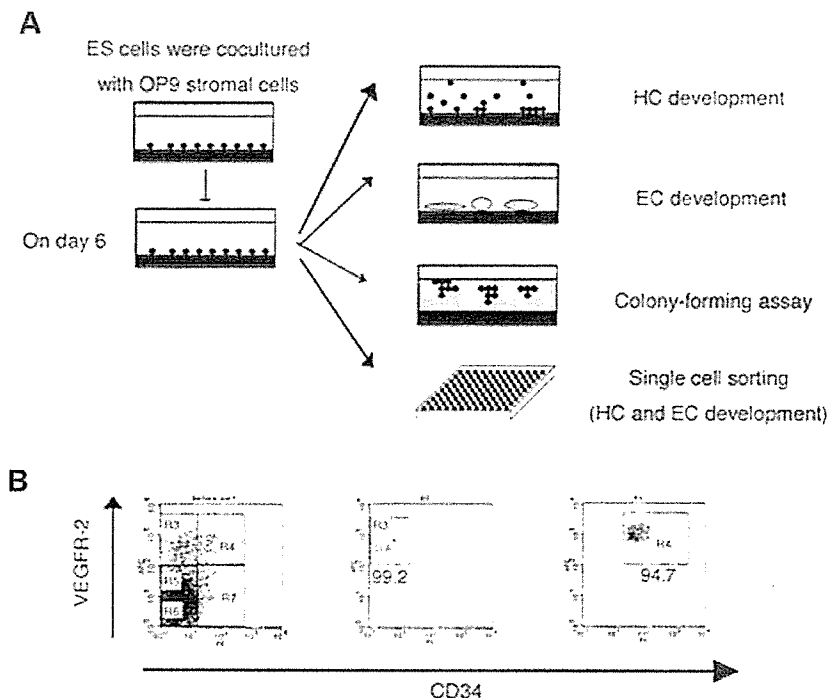 A
ES cells were cocultured
with OP9 stromal cells
On day 6
HC development
EC development
Colony-forming assay
Single cell sorting
(HC and EC development)
B
VEGFR-2
R3
R4
R5
R6
R7
R3
99.2
R4
94.7
CD34